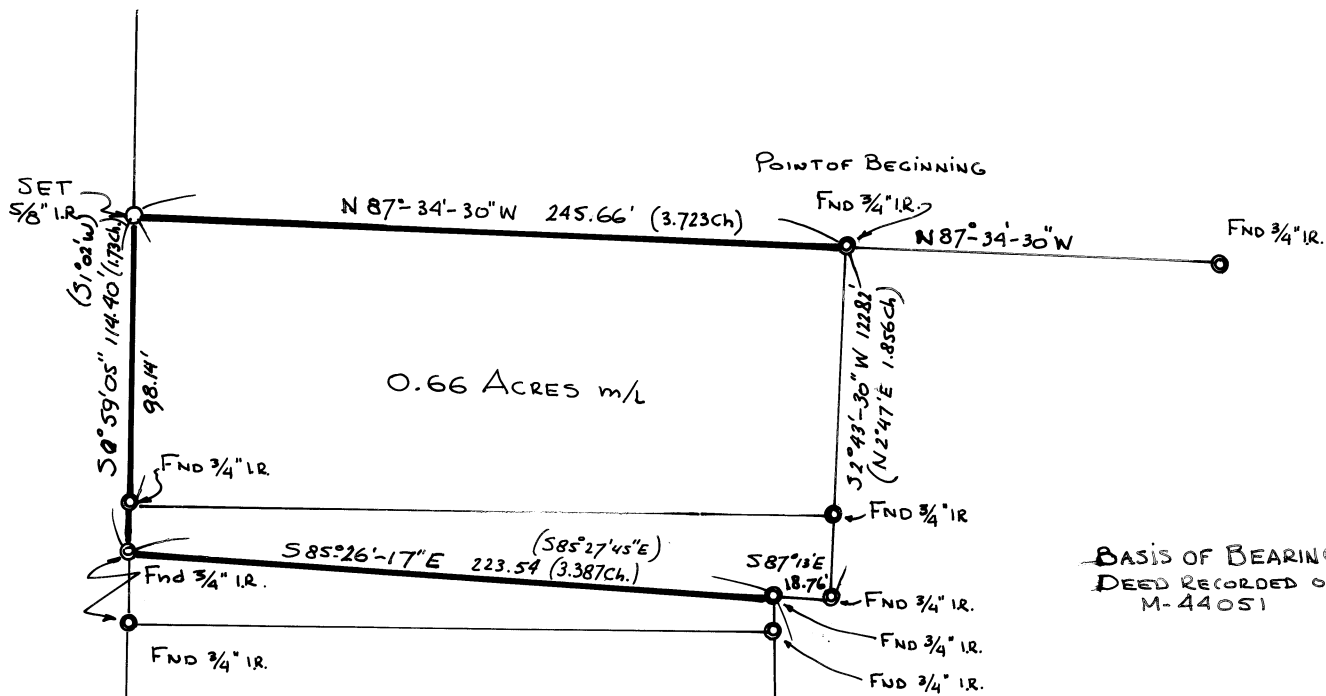 POINT OF BEGINNING
FND 3/4" I.R.
SET
5/8" I.R.
N 87°-34'-30" W 245.66' (3.723Ch)
N 87°-34'-30" W
FND 3/4" I.R.
(S1°02'W)
S0°59'05" 114.40' (1.73Ch.)
98.14'
0.66 ACRES m/L
S2°43'-30" W 122.82'
(N2°47'E 1.856Ch)
FND 3/4" I.R.
FND 3/4" I.R
S85°26'-17"E
(S85°27'45"E)
223.54 (3.387Ch.)
S87°13'E
18.76'
BASIS OF BEARING
DEED RECORDED
M-44051
Fnd 3/4" I.R.
FND 3/4" I.R.
FND 3/4" I.R.
FND 3/4" I.R.
FND 3/4" I.R.